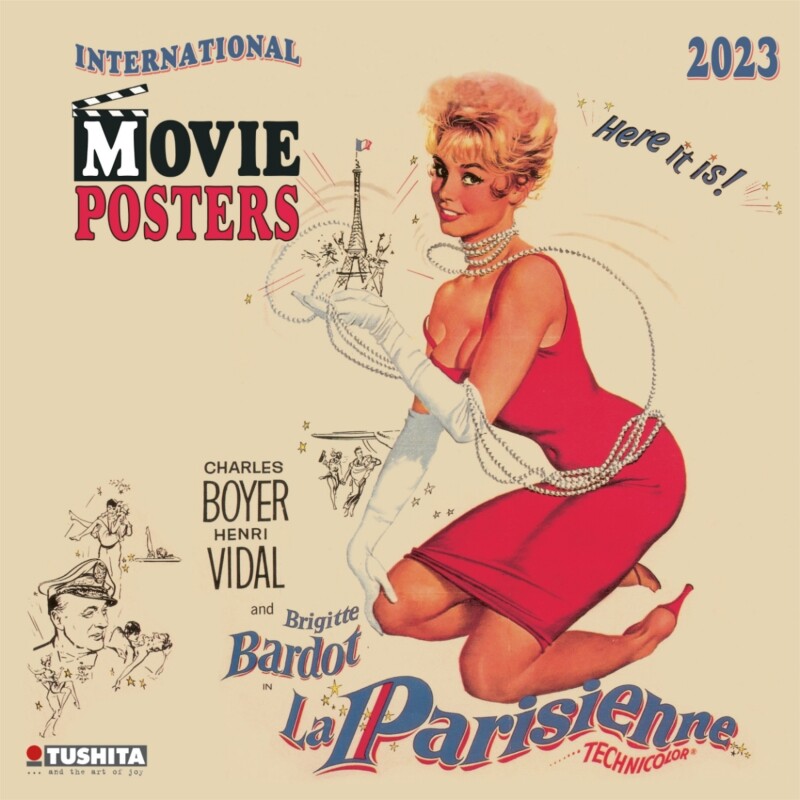 INTERNATIONAL
2023
MOVIE
POSTERS
Here it is!
CHARLES
BOYER
HENRI
VIDAL
and
Brigitte
Bardot
IN
La Parisienne
TECHNICOLOR®
TUSHITA
... and the art of joy